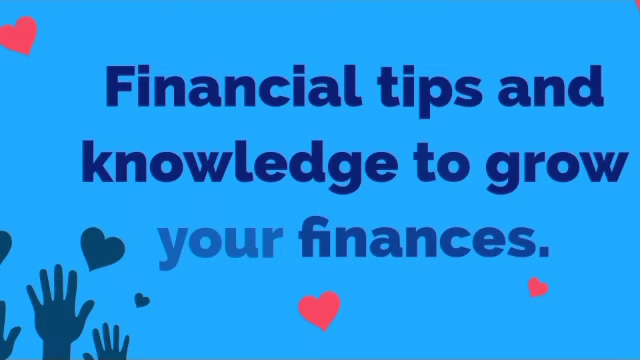 Financial tips and
knowledge to grow
your finances.